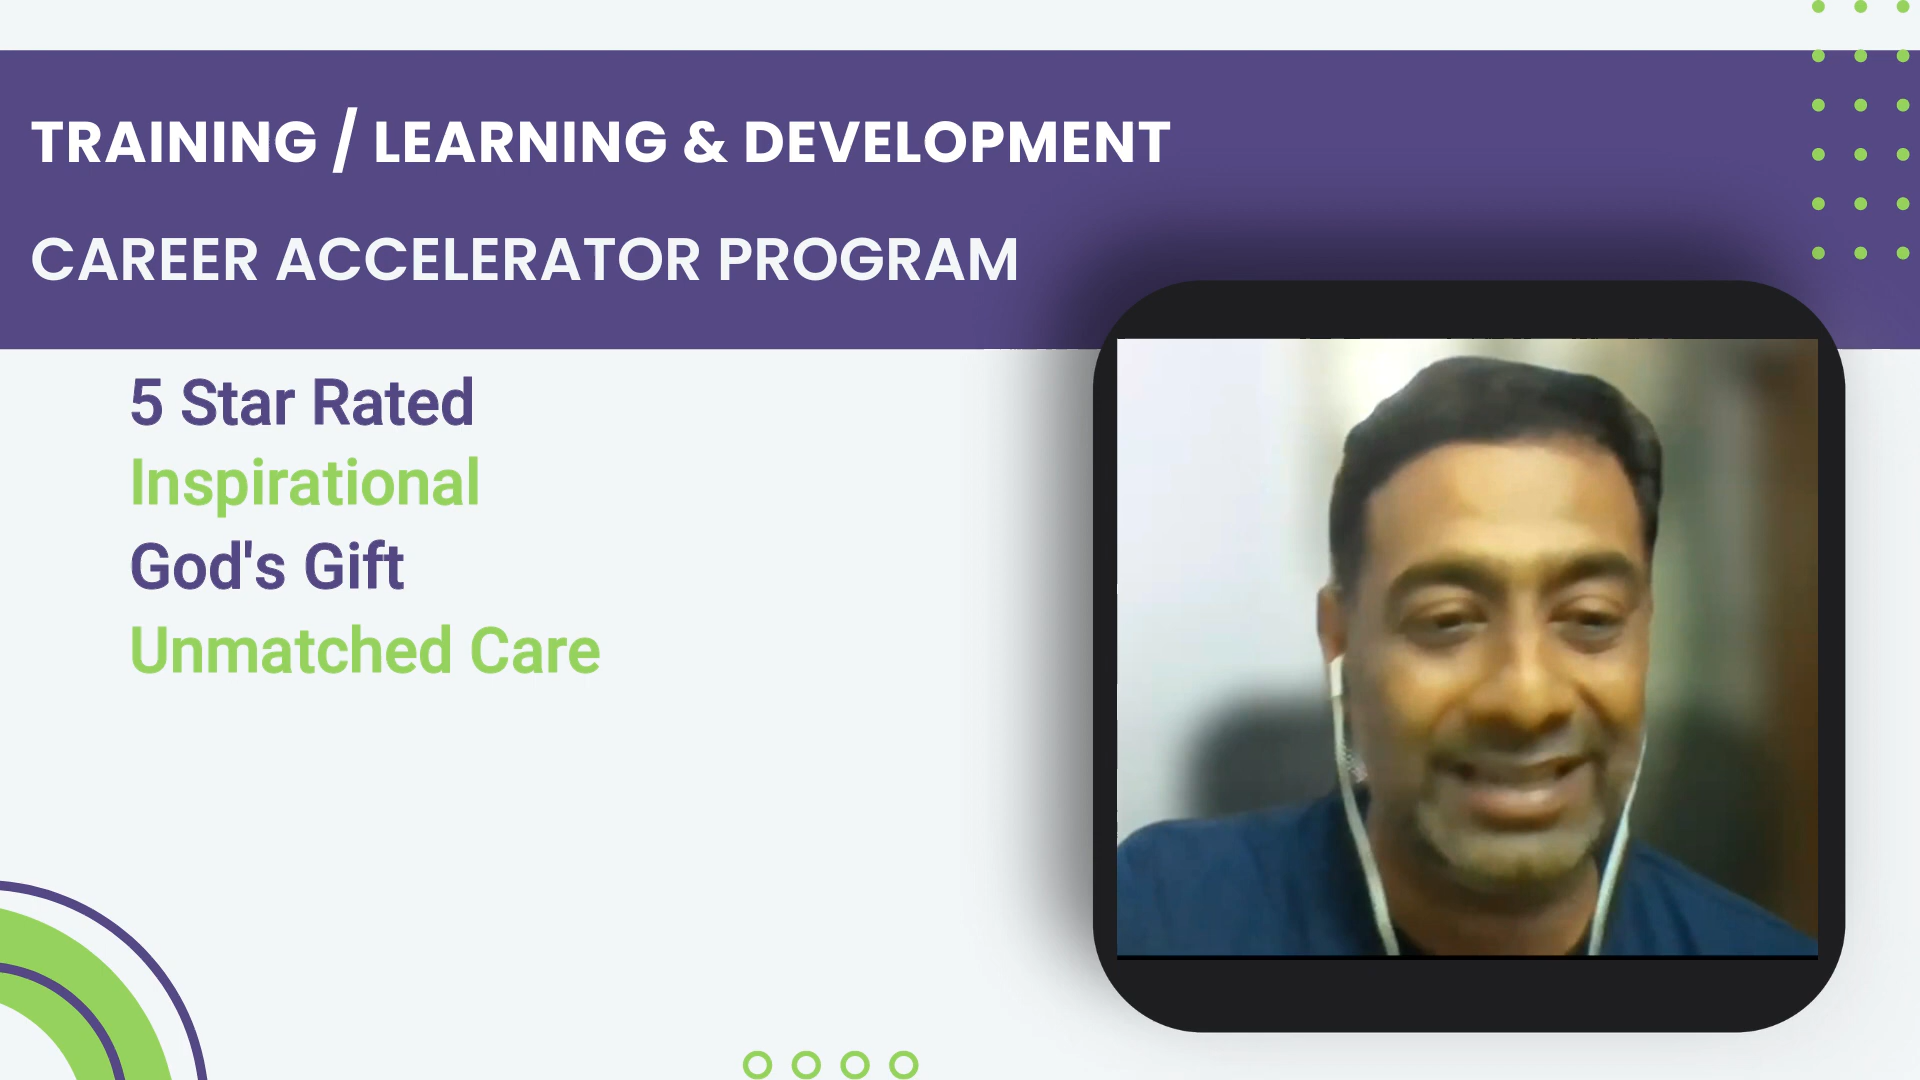 TRAINING / LEARNING & DEVELOPMENT
CAREER ACCELERATOR PROGRAM
5 Star Rated
Inspirational
God's Gift
Unmatched Care